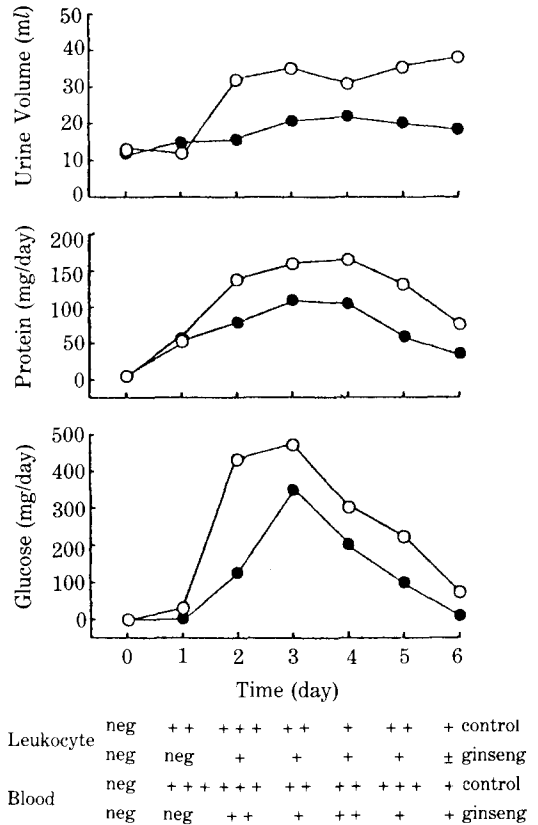 Urine Volume (ml)
50
40
30
20
10
0
Protein (mg/day)
200
150
100
50
0
Glucose (mg/day)
500
400
300
200
100
0
0 1 2 3 4 5 6
Time (day)
Leukocyte
neg ++ +++ ++ + ++ + control
neg neg + + + + ± ginseng
Blood
neg +++ +++ ++ ++ +++ + control
neg neg ++ + ++ + + ginseng